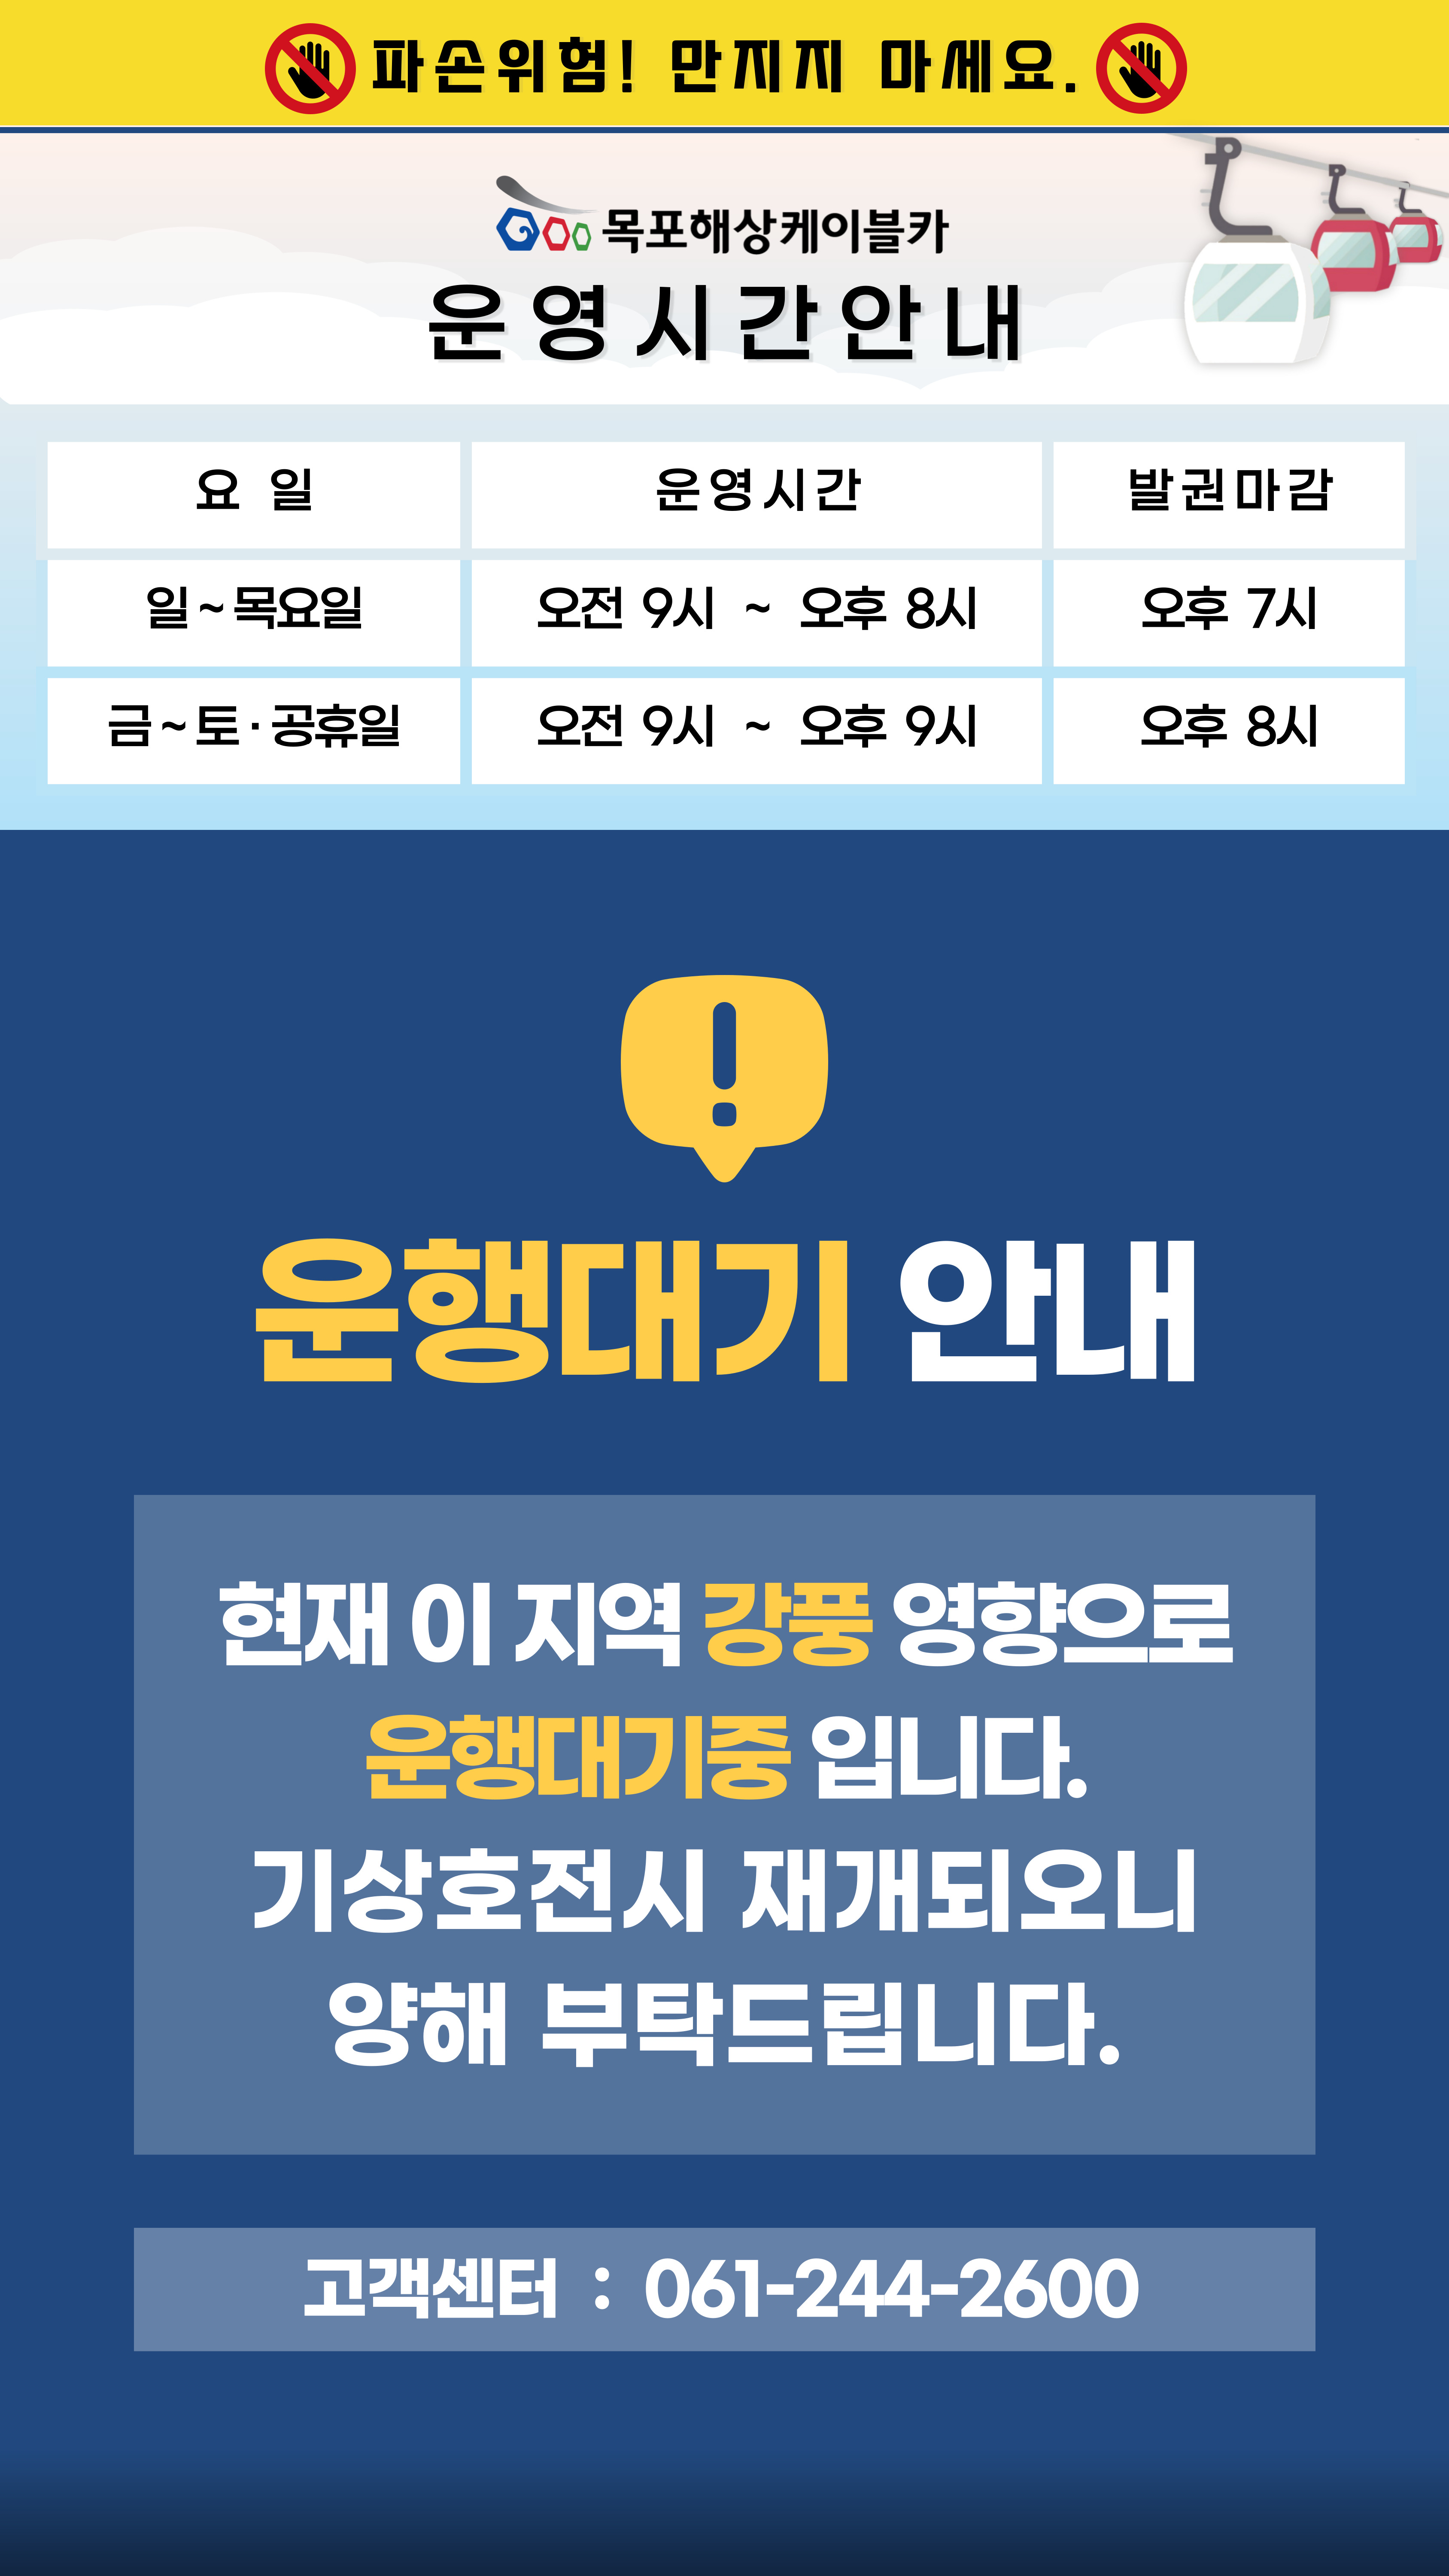 파손위험! 만지지 마세요.
목포해상케이블카
운영시간안내
요 일 운영시간 발권마감
일~목요일 오전 9시 ~ 오후 8시 오후 7시
금~토·공휴일 오전 9시 ~ 오후 9시 오후 8시
운행대기 안내
현재 이 지역 강풍 영향으로
운행대기중 입니다.
기상호전시 재개되오니
양해 부탁드립니다.
고객센터 : 061-244-2600